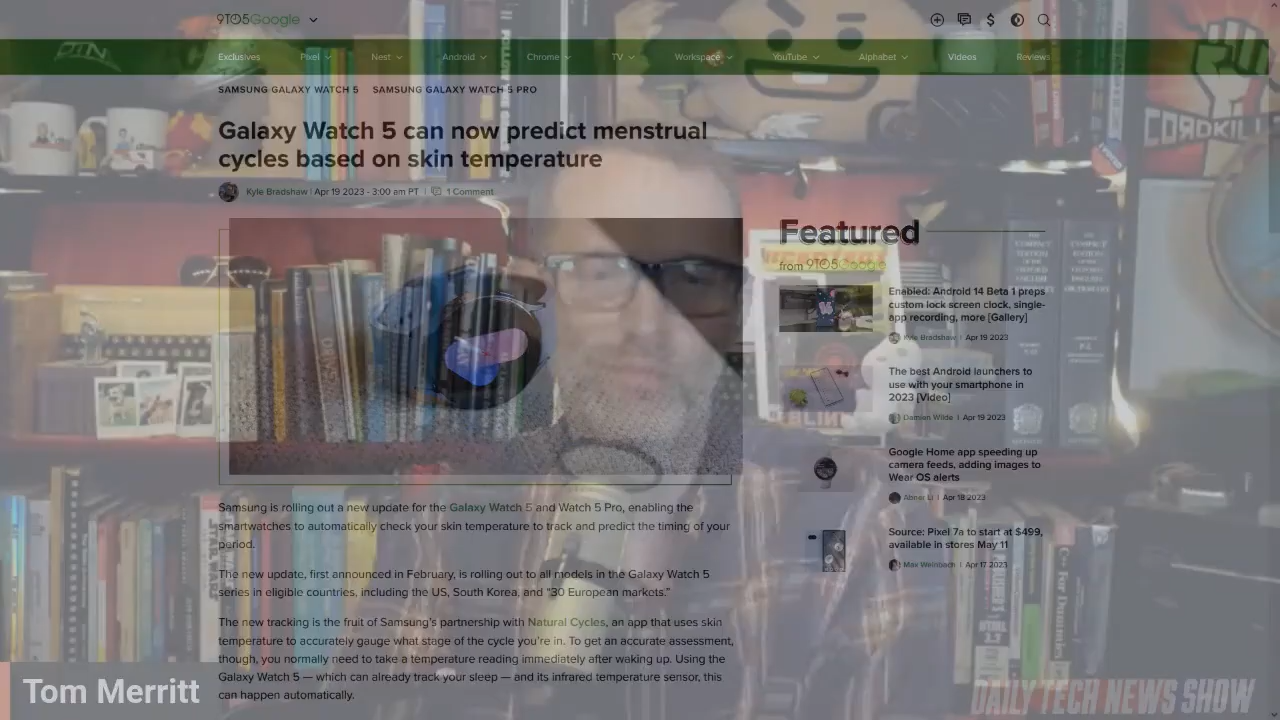 9TO5Google
Exclusives Pixel Nest Android Chrome TV Workspace YouTube Alphabet Videos Reviews
SAMSUNG GALAXY WATCH 5 SAMSUNG GALAXY WATCH 5 PRO
Galaxy Watch 5 can now predict menstrual
cycles based on skin temperature
Kyle Bradshaw | Apr 19 2023 - 3:00 am PT | 1 Comment
Featured
from 9TO5Google
Enabled: Android 14 Beta 1 preps
custom lock screen clock, single-
app recording, more [Gallery]
Kyle Bradshaw | Apr 19 2023
The best Android launchers to
use with your smartphone in
2023 [Video]
Damien Wilde | Apr 19 2023
Google Home app speeding up
camera feeds, adding images to
Wear OS alerts
Abner Li | Apr 18 2023
Source: Pixel 7a to start at $499,
available in stores May 11
Max Weinbach | Apr 17 2023
Samsung is rolling out a new update for the Galaxy Watch 5 and Watch 5 Pro, enabling the
smartwatches to automatically check your skin temperature to track and predict the timing of your
period.
The new update, first announced in February, is rolling out to all models in the Galaxy Watch 5
series in eligible countries, including the US, South Korea, and “30 European markets.”
The new tracking is the fruit of Samsung's partnership with Natural Cycles, an app that uses skin
temperature to accurately gauge what stage of the cycle you're in. To get an accurate assessment,
though, you normally need to take a temperature reading immediately after waking up. Using the
Galaxy Watch 5 — which can already track your sleep — and its infrared temperature sensor, this
can happen automatically.
Tom Merritt
DAILY TECH NEWS SHOW